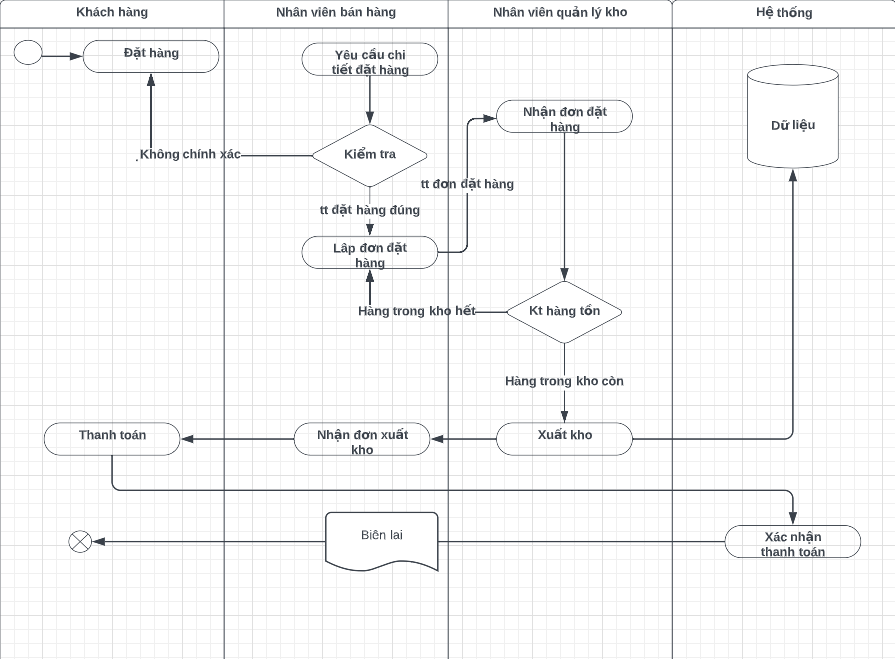 Khách hàng
Nhân viên bán hàng
Nhân viên quản lý kho
Hệ thống
Đặt hàng
Yêu cầu chi
tiết đặt hàng
Nhận đơn đặt
hàng
Dữ liệu
Không chính xác
Kiểm tra
tt đơn đặt hàng
tt đặt hàng đúng
Lâp đơn đặt
hàng
Hàng trong kho hết
Kt hàng tồn
Hàng trong kho còn
Thanh toán
Nhận đơn xuất
kho
Xuất kho
Biên lai
Xác nhận
thanh toán